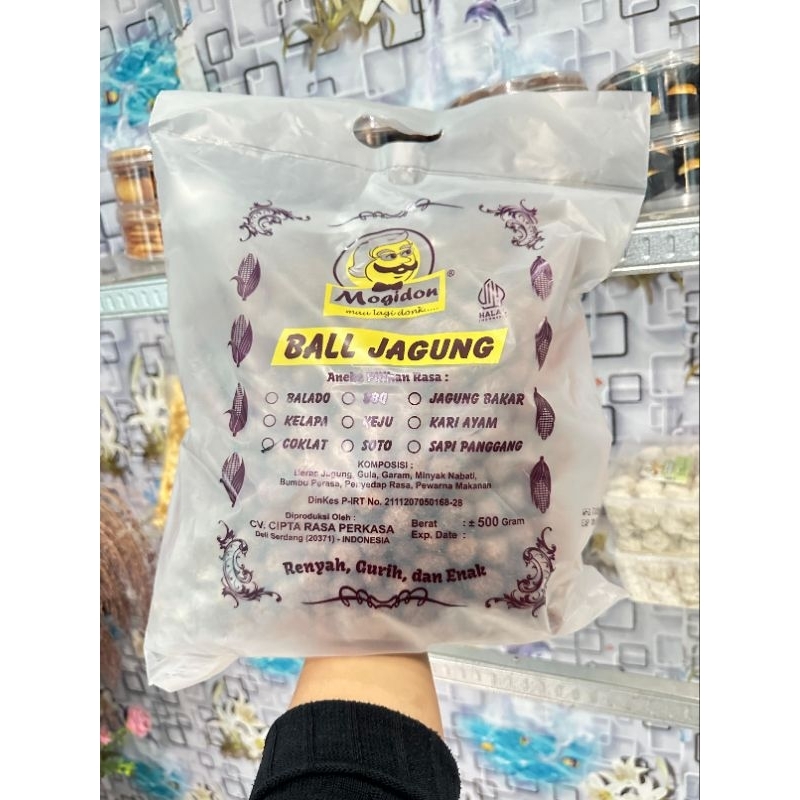 Mogidon ®
mau lagi donk.....
HALAL
INDONESIA
BALL JAGUNG
Aneka Pilihan Rasa :
BALADO BBQ JAGUNG BAKAR
KELAPA KEJU KARI AYAM
COKLAT SOTO SAPI PANGGANG
KOMPOSISI :
Beras Jagung, Gula, Garam, Minyak Nabati,
Bumbu Perasa, Penyedap Rasa, Pewarna Makanan
DinKes P-IRT No. 2111207050168-28
Diproduksi Oleh :
CV. CIPTA RASA PERKASA
Deli Serdang (20371) - INDONESIA
Berat : ± 500 Gram
Exp. Date :
Renyah, Gurih, dan Enak